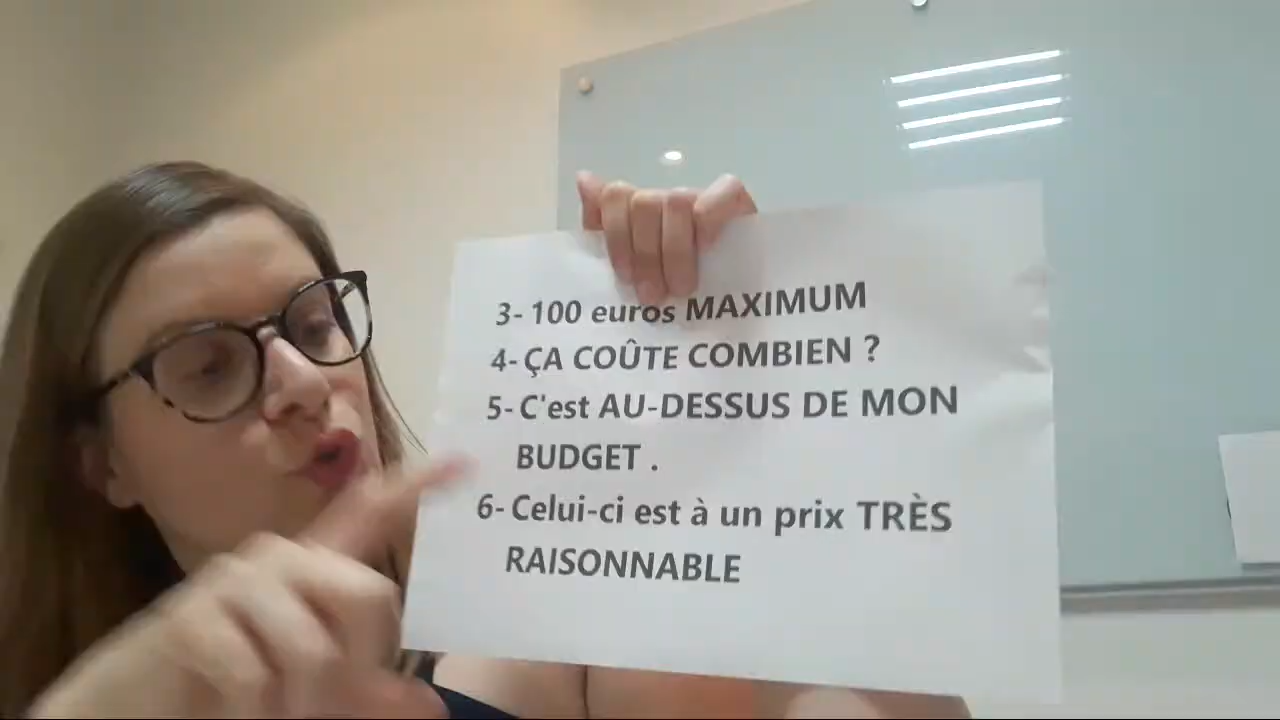 3- 100 euros MAXIMUM
4- ÇA COÛTE COMBIEN ?
5- C'est AU-DESSUS DE MON
BUDGET .
6- Celui-ci est à un prix TRÈS
RAISONNABLE